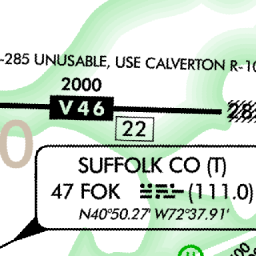 -285 UNUSABLE, USE CALVERTON R-10
2000
V 46
22
SUFFOLK CO (T)
47 FOK (111.0)
N40°50.27' W72°37.91'